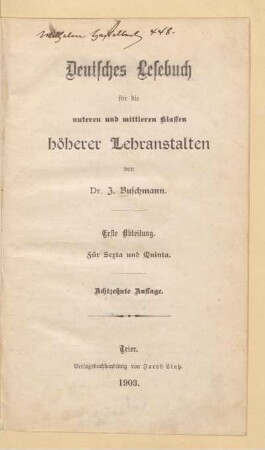 448.
Deutsches Lesebuch
für die
unteren und mittleren Klassen
höherer Lehranstalten
von
Dr. J. Buschmann.
Erste Abteilung.
Für Sexta und Quinta.
Achtzehnte Auflage.
Trier.
Verlagsbuchhandlung von Jacob Lintz.
1903.